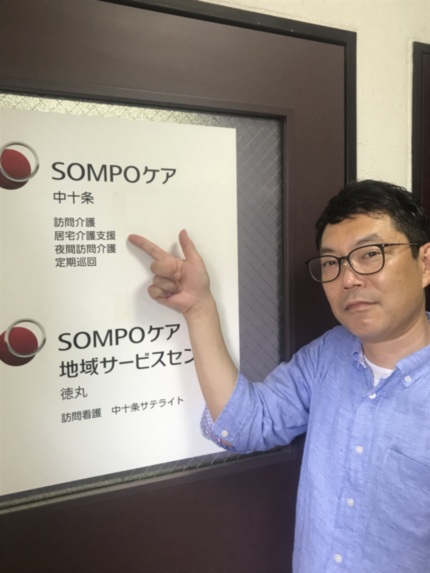 SOMPOケア
中十条
訪問介護
居宅介護支援
夜間訪問介護
定期巡回
SOMPOケア
地域サービスセン
徳丸
訪問看護 中十条サテライト